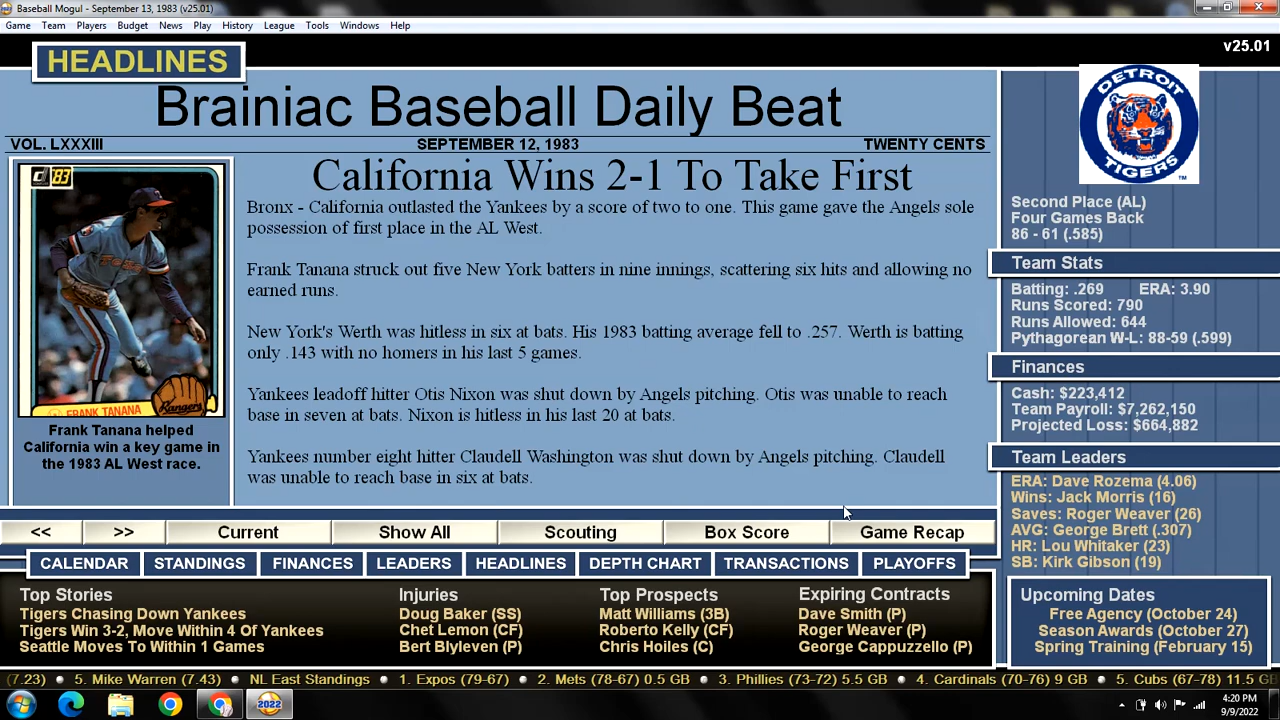 Baseball Mogul - September 13, 1983 (v25.01)
Game Team Players Budget News Play History League Tools Windows Help
HEADLINES
v25.01
Brainiac Baseball Daily Beat
VOL. LXXXIII SEPTEMBER 12, 1983 TWENTY CENTS
'83
FRANK TANANA
Rangers
Frank Tanana helped
California win a key game in
the 1983 AL West race.
California Wins 2-1 To Take First
Bronx - California outlasted the Yankees by a score of two to one. This game gave the Angels sole
possession of first place in the AL West.
Frank Tanana struck out five New York batters in nine innings, scattering six hits and allowing no
earned runs.
New York's Werth was hitless in six at bats. His 1983 batting average fell to .257. Werth is batting
only .143 with no homers in his last 5 games.
Yankees leadoff hitter Otis Nixon was shut down by Angels pitching. Otis was unable to reach
base in seven at bats. Nixon is hitless in his last 20 at bats.
Yankees number eight hitter Claudell Washington was shut down by Angels pitching. Claudell
was unable to reach base in six at bats.
DETROIT
TIGERS
TM
Second Place (AL)
Four Games Back
86 - 61 (.585)
Team Stats
Batting: .269 ERA: 3.90
Runs Scored: 790
Runs Allowed: 644
Pythagorean W-L: 88-59 (.599)
Finances
Cash: $223,412
Team Payroll: $7,262,150
Projected Loss: $664,882
Team Leaders
ERA: Dave Rozema (4.06)
Wins: Jack Morris (16)
Saves: Roger Weaver (26)
AVG: George Brett (.307)
HR: Lou Whitaker (23)
SB: Kirk Gibson (19)
<< >> Current Show All Scouting Box Score Game Recap
CALENDAR STANDINGS FINANCES LEADERS HEADLINES DEPTH CHART TRANSACTIONS PLAYOFFS
Top Stories
Tigers Chasing Down Yankees
Tigers Win 3-2, Move Within 4 Of Yankees
Seattle Moves To Within 1 Games
Injuries
Doug Baker (SS)
Chet Lemon (CF)
Bert Blyleven (P)
Top Prospects
Matt Williams (3B)
Roberto Kelly (CF)
Chris Hoiles (C)
Expiring Contracts
Dave Smith (P)
Roger Weaver (P)
George Cappuzzello (P)
Upcoming Dates
Free Agency (October 24)
Season Awards (October 27)
Spring Training (February 15)
(7.23) • 5. Mike Warren (7.43) • NL East Standings • 1. Expos (79-67) • 2. Mets (78-67) 0.5 GB • 3. Phillies (73-72) 5.5 GB • 4. Cardinals (70-76) 9 GB • 5. Cubs (67-78) 11.5 GB
2022
4:20 PM
9/9/2022